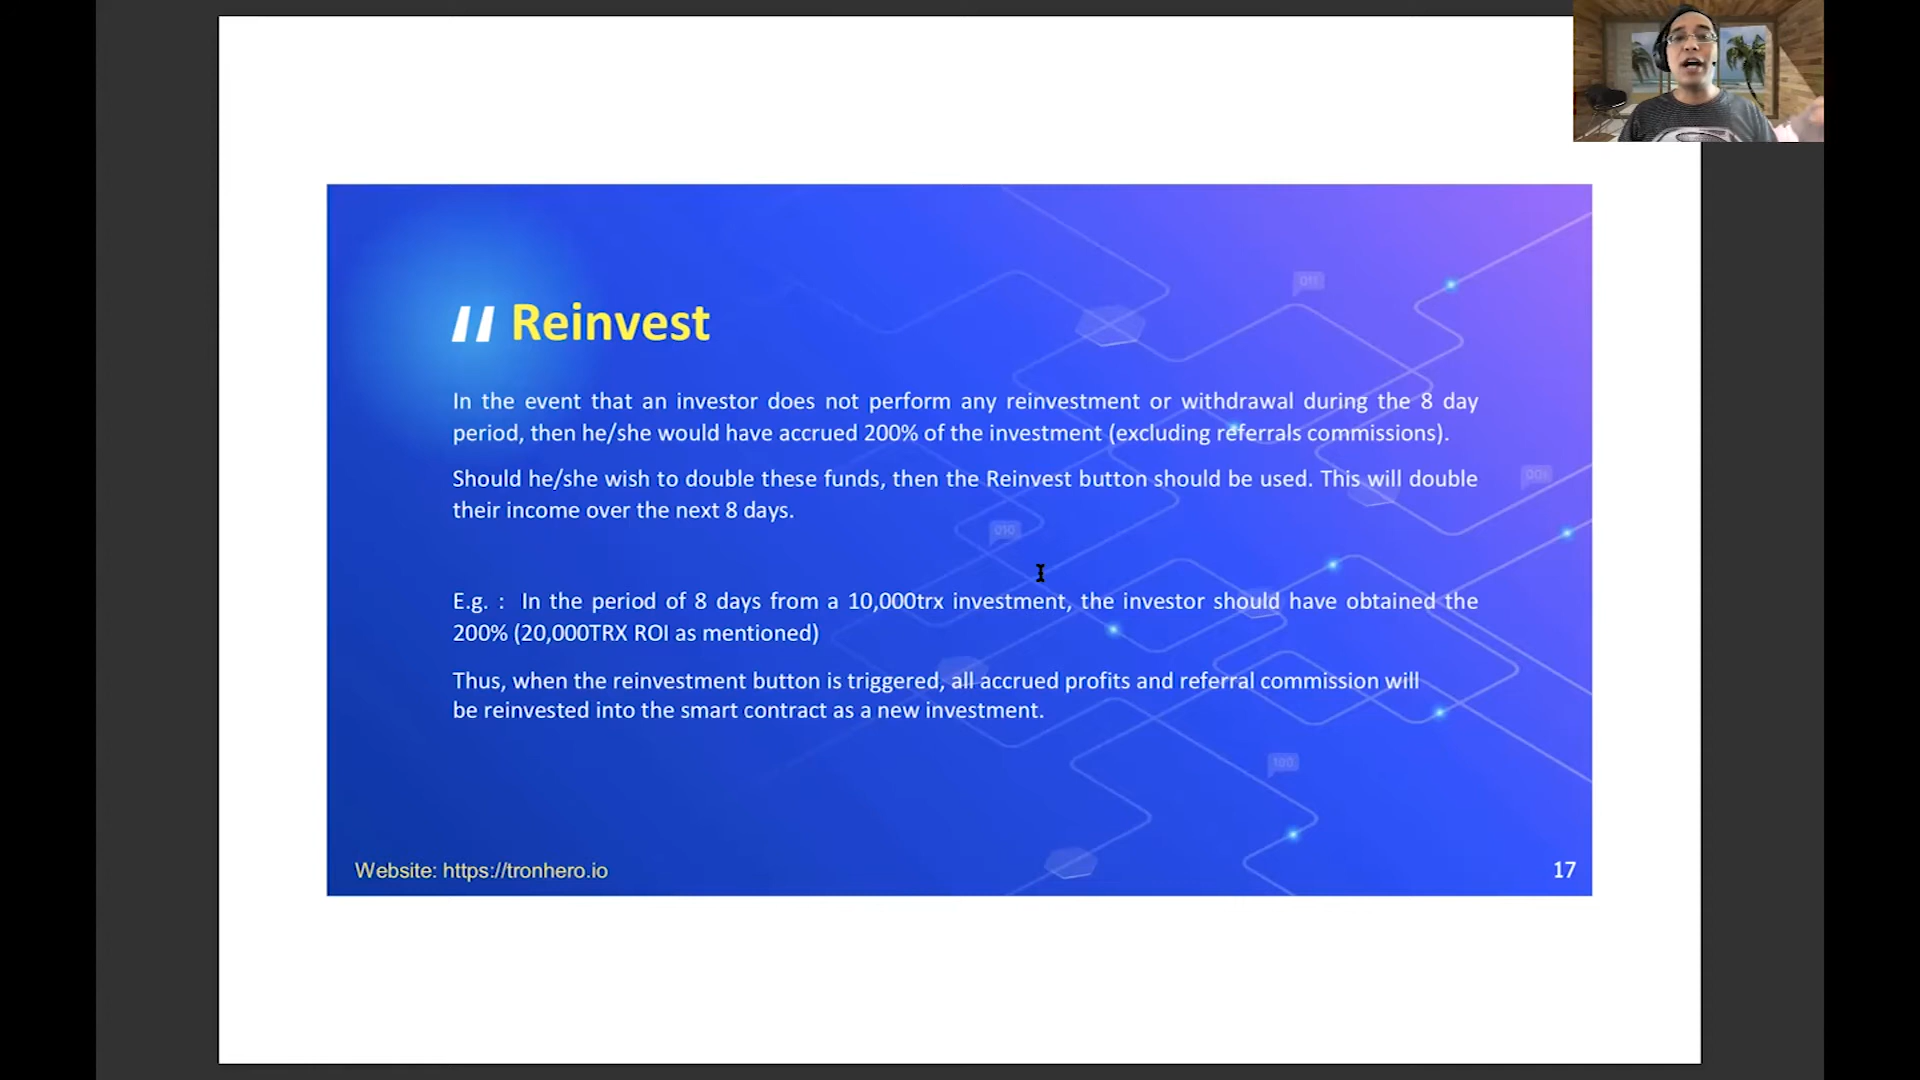 Reinvest
In the event that an investor does not perform any reinvestment or withdrawal during the 8 day
period, then he/she would have accrued 200% of the investment (excluding referrals commissions).
Should he/she wish to double these funds, then the Reinvest button should be used. This will double
their income over the next 8 days.
E.g. : In the period of 8 days from a 10,000trx investment, the investor should have obtained the
200% (20,000TRX ROI as mentioned)
Thus, when the reinvestment button is triggered, all accrued profits and referral commission will
be reinvested into the smart contract as a new investment.
Website: https://tronhero.io
17
011
010
100